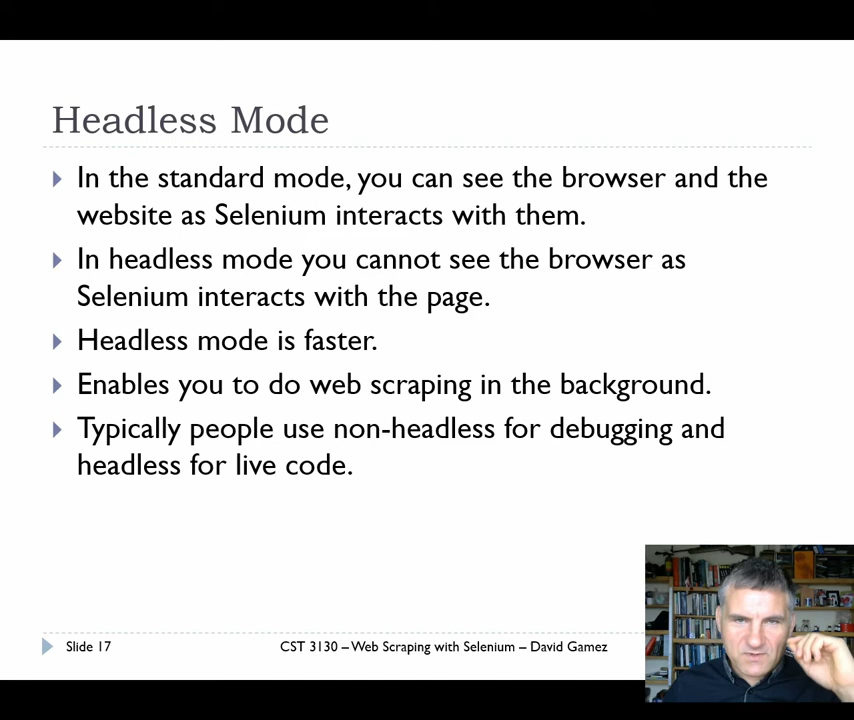 Headless Mode
In the standard mode, you can see the browser and the
website as Selenium interacts with them.
In headless mode you cannot see the browser as
Selenium interacts with the page.
Headless mode is faster.
Enables you to do web scraping in the background.
Typically people use non-headless for debugging and
headless for live code.
Slide 17
CST 3130 – Web Scraping with Selenium – David Gamez